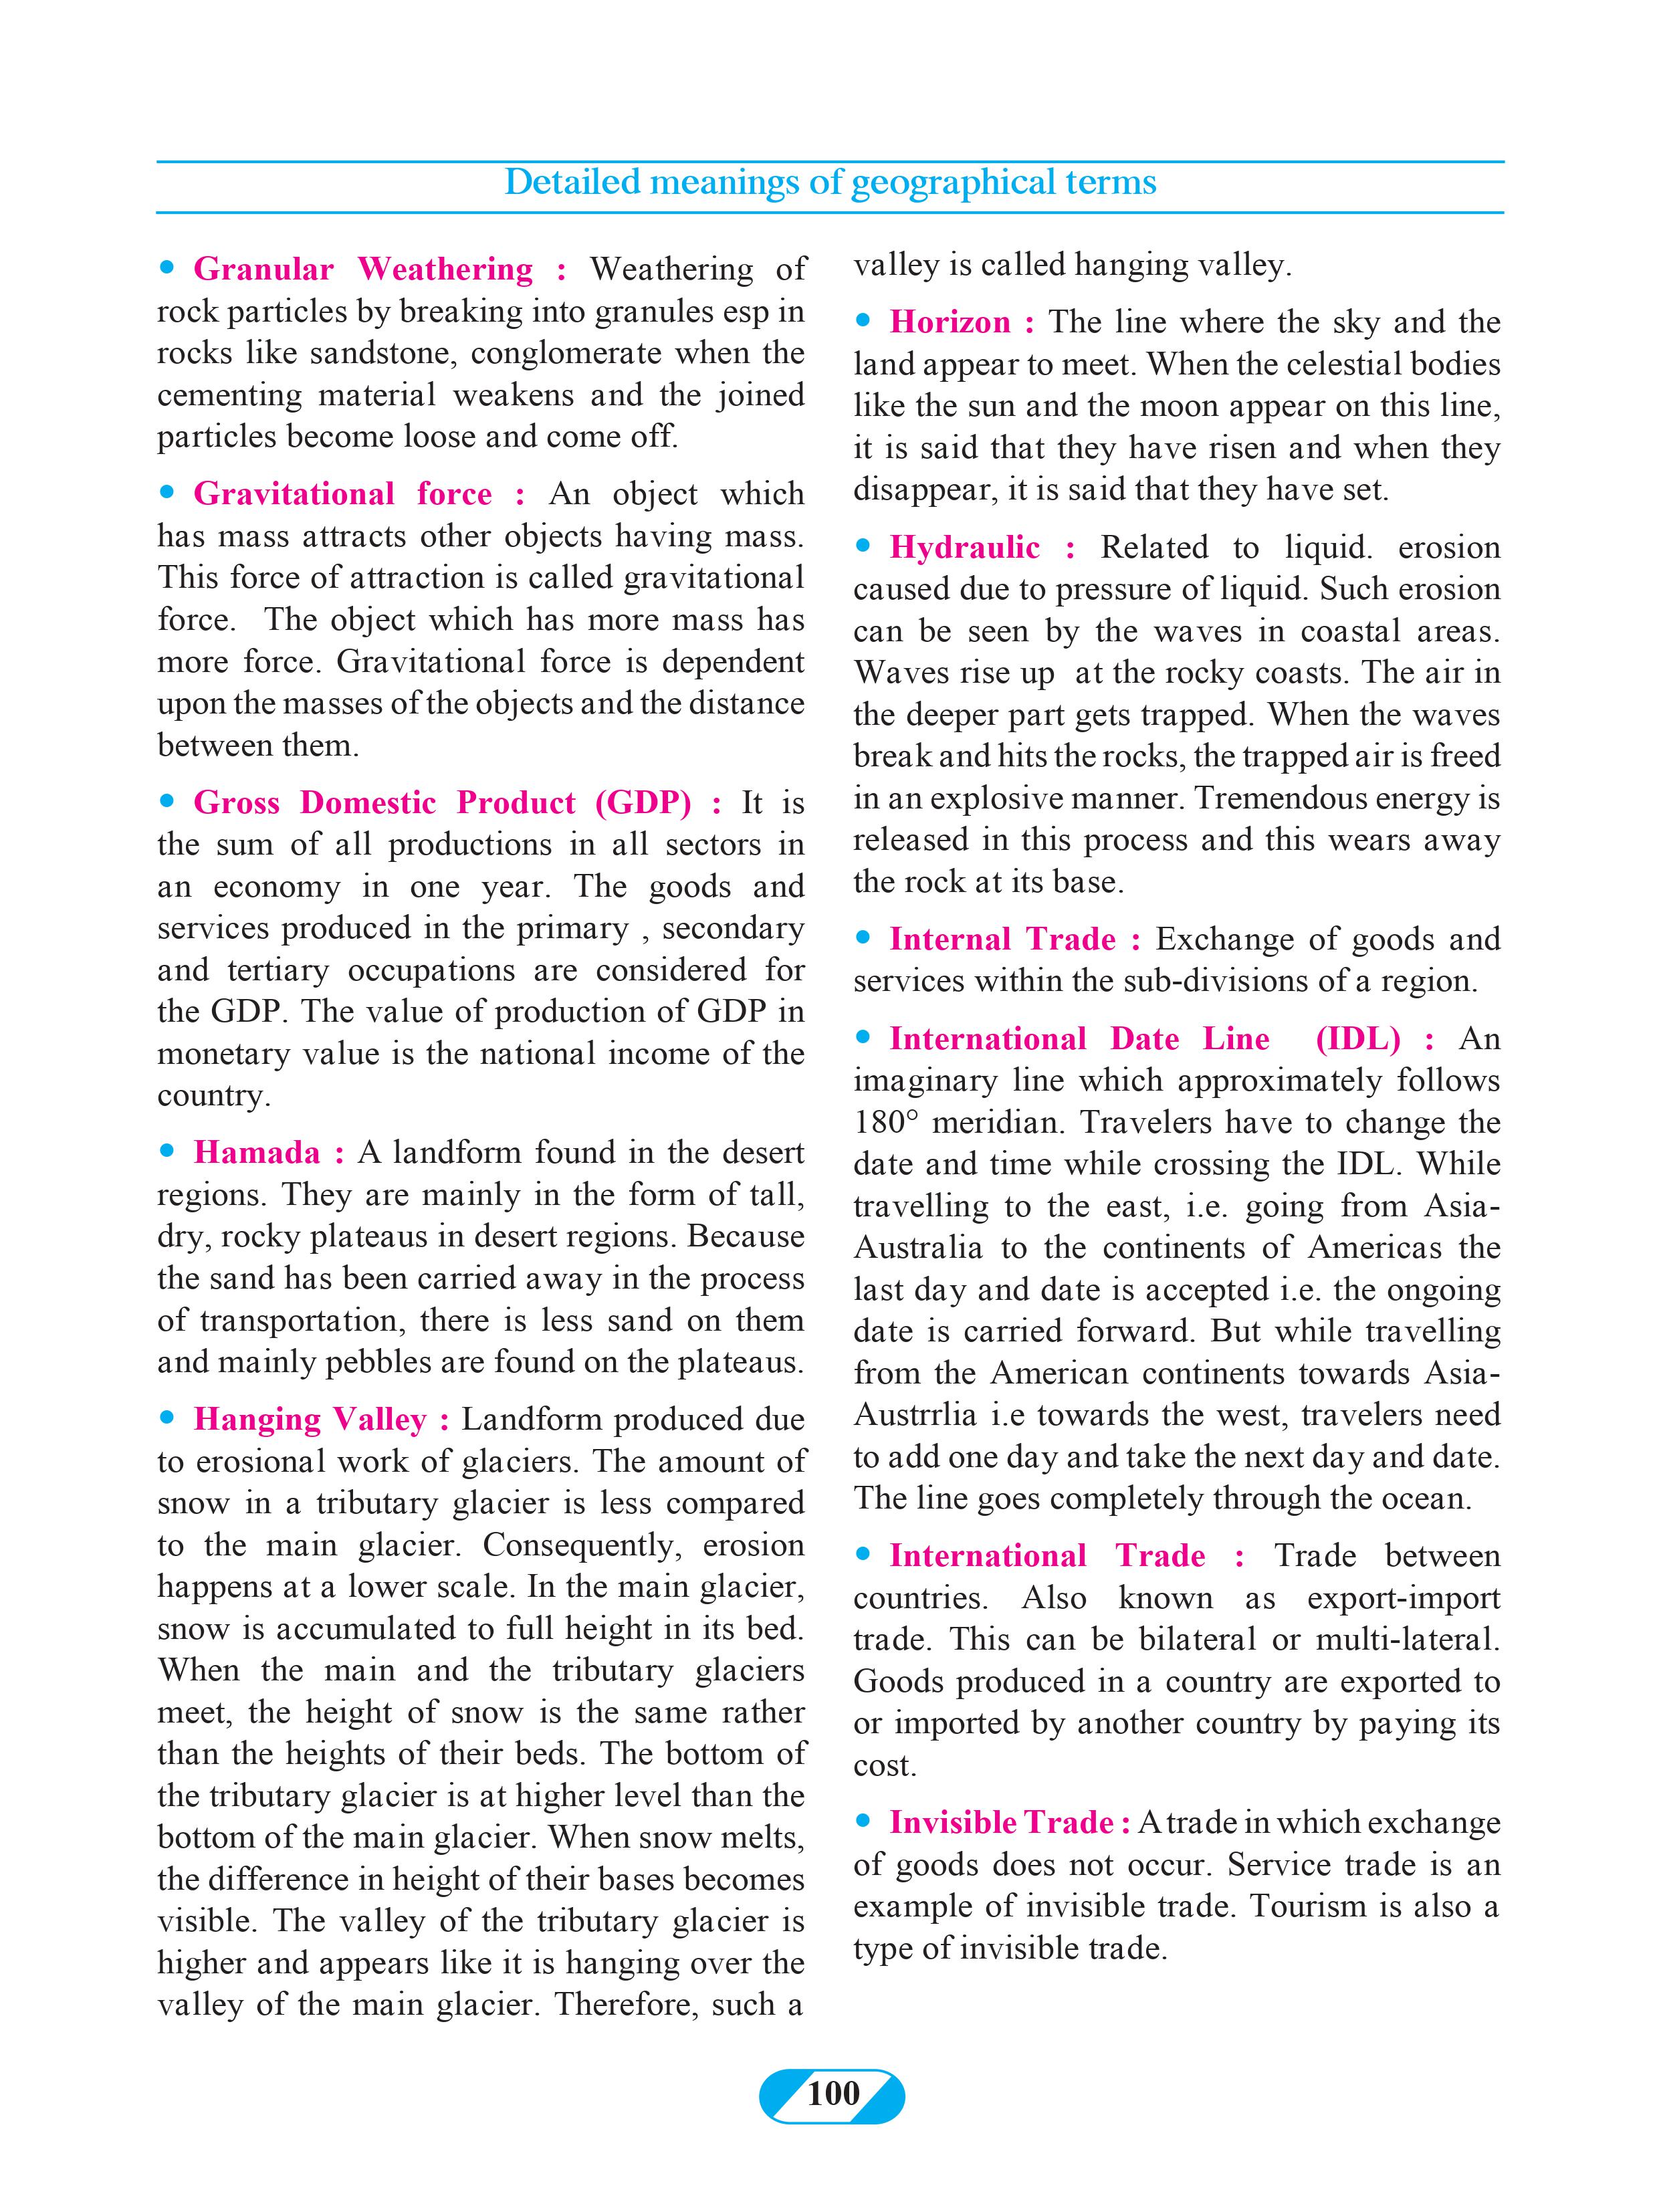 Detailed meanings of geographical terms
• Granular Weathering : Weathering of
rock particles by breaking into granules esp in
rocks like sandstone, conglomerate when the
cementing material weakens and the joined
particles become loose and come off.
• Gravitational force : An object which
has mass attracts other objects having mass.
This force of attraction is called gravitational
force. The object which has more mass has
more force. Gravitational force is dependent
upon the masses of the objects and the distance
between them.
• Gross Domestic Product (GDP) : It is
the sum of all productions in all sectors in
an economy in one year. The goods and
services produced in the primary , secondary
and tertiary occupations are considered for
the GDP. The value of production of GDP in
monetary value is the national income of the
country.
• Hamada : A landform found in the desert
regions. They are mainly in the form of tall,
dry, rocky plateaus in desert regions. Because
the sand has been carried away in the process
of transportation, there is less sand on them
and mainly pebbles are found on the plateaus.
• Hanging Valley : Landform produced due
to erosional work of glaciers. The amount of
snow in a tributary glacier is less compared
to the main glacier. Consequently, erosion
happens at a lower scale. In the main glacier,
snow is accumulated to full height in its bed.
When the main and the tributary glaciers
meet, the height of snow is the same rather
than the heights of their beds. The bottom of
the tributary glacier is at higher level than the
bottom of the main glacier. When snow melts,
the difference in height of their bases becomes
visible. The valley of the tributary glacier is
higher and appears like it is hanging over the
valley of the main glacier. Therefore, such a
valley is called hanging valley.
• Horizon : The line where the sky and the
land appear to meet. When the celestial bodies
like the sun and the moon appear on this line,
it is said that they have risen and when they
disappear, it is said that they have set.
• Hydraulic : Related to liquid. erosion
caused due to pressure of liquid. Such erosion
can be seen by the waves in coastal areas.
Waves rise up at the rocky coasts. The air in
the deeper part gets trapped. When the waves
break and hits the rocks, the trapped air is freed
in an explosive manner. Tremendous energy is
released in this process and this wears away
the rock at its base.
• Internal Trade : Exchange of goods and
services within the sub-divisions of a region.
• International Date Line (IDL) : An
imaginary line which approximately follows
180° meridian. Travelers have to change the
date and time while crossing the IDL. While
travelling to the east, i.e. going from Asia-
Australia to the continents of Americas the
last day and date is accepted i.e. the ongoing
date is carried forward. But while travelling
from the American continents towards Asia-
Austrrlia i.e towards the west, travelers need
to add one day and take the next day and date.
The line goes completely through the ocean.
• International Trade : Trade between
countries. Also known as export-import
trade. This can be bilateral or multi-lateral.
Goods produced in a country are exported to
or imported by another country by paying its
cost.
• Invisible Trade : A trade in which exchange
of goods does not occur. Service trade is an
example of invisible trade. Tourism is also a
type of invisible trade.
100